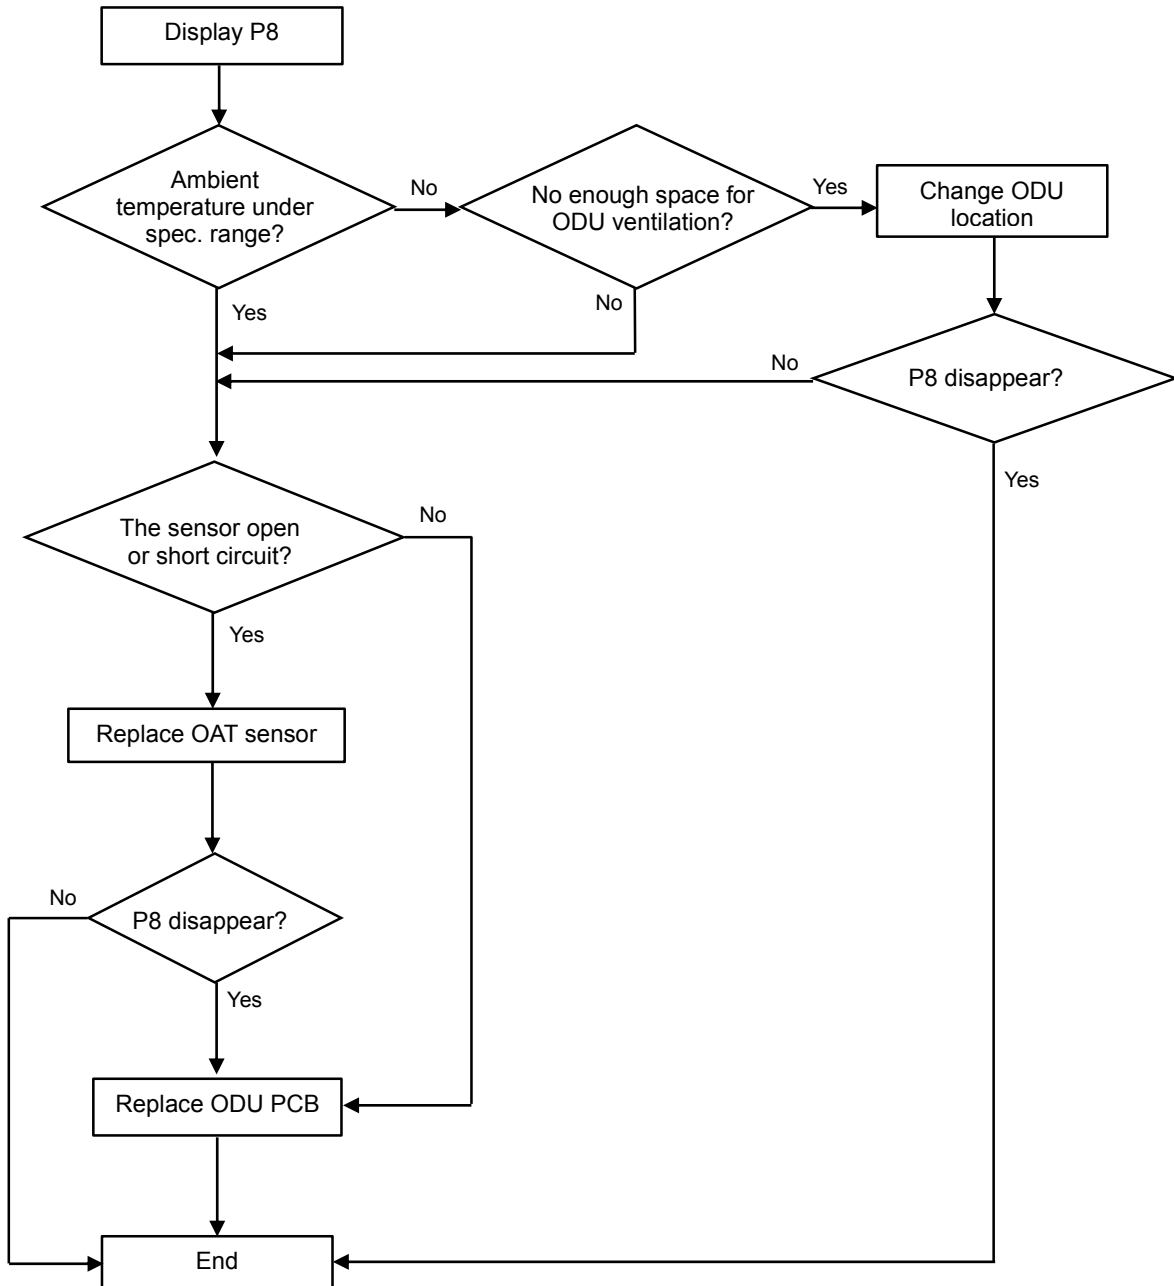 Display P8
Ambient
temperature under
spec. range?
No
No enough space for
ODU ventilation?
Yes
Change ODU
location
Yes
No
No
P8 disappear?
Yes
The sensor open
or short circuit?
No
Yes
Replace OAT sensor
No
P8 disappear?
Yes
Replace ODU PCB
End